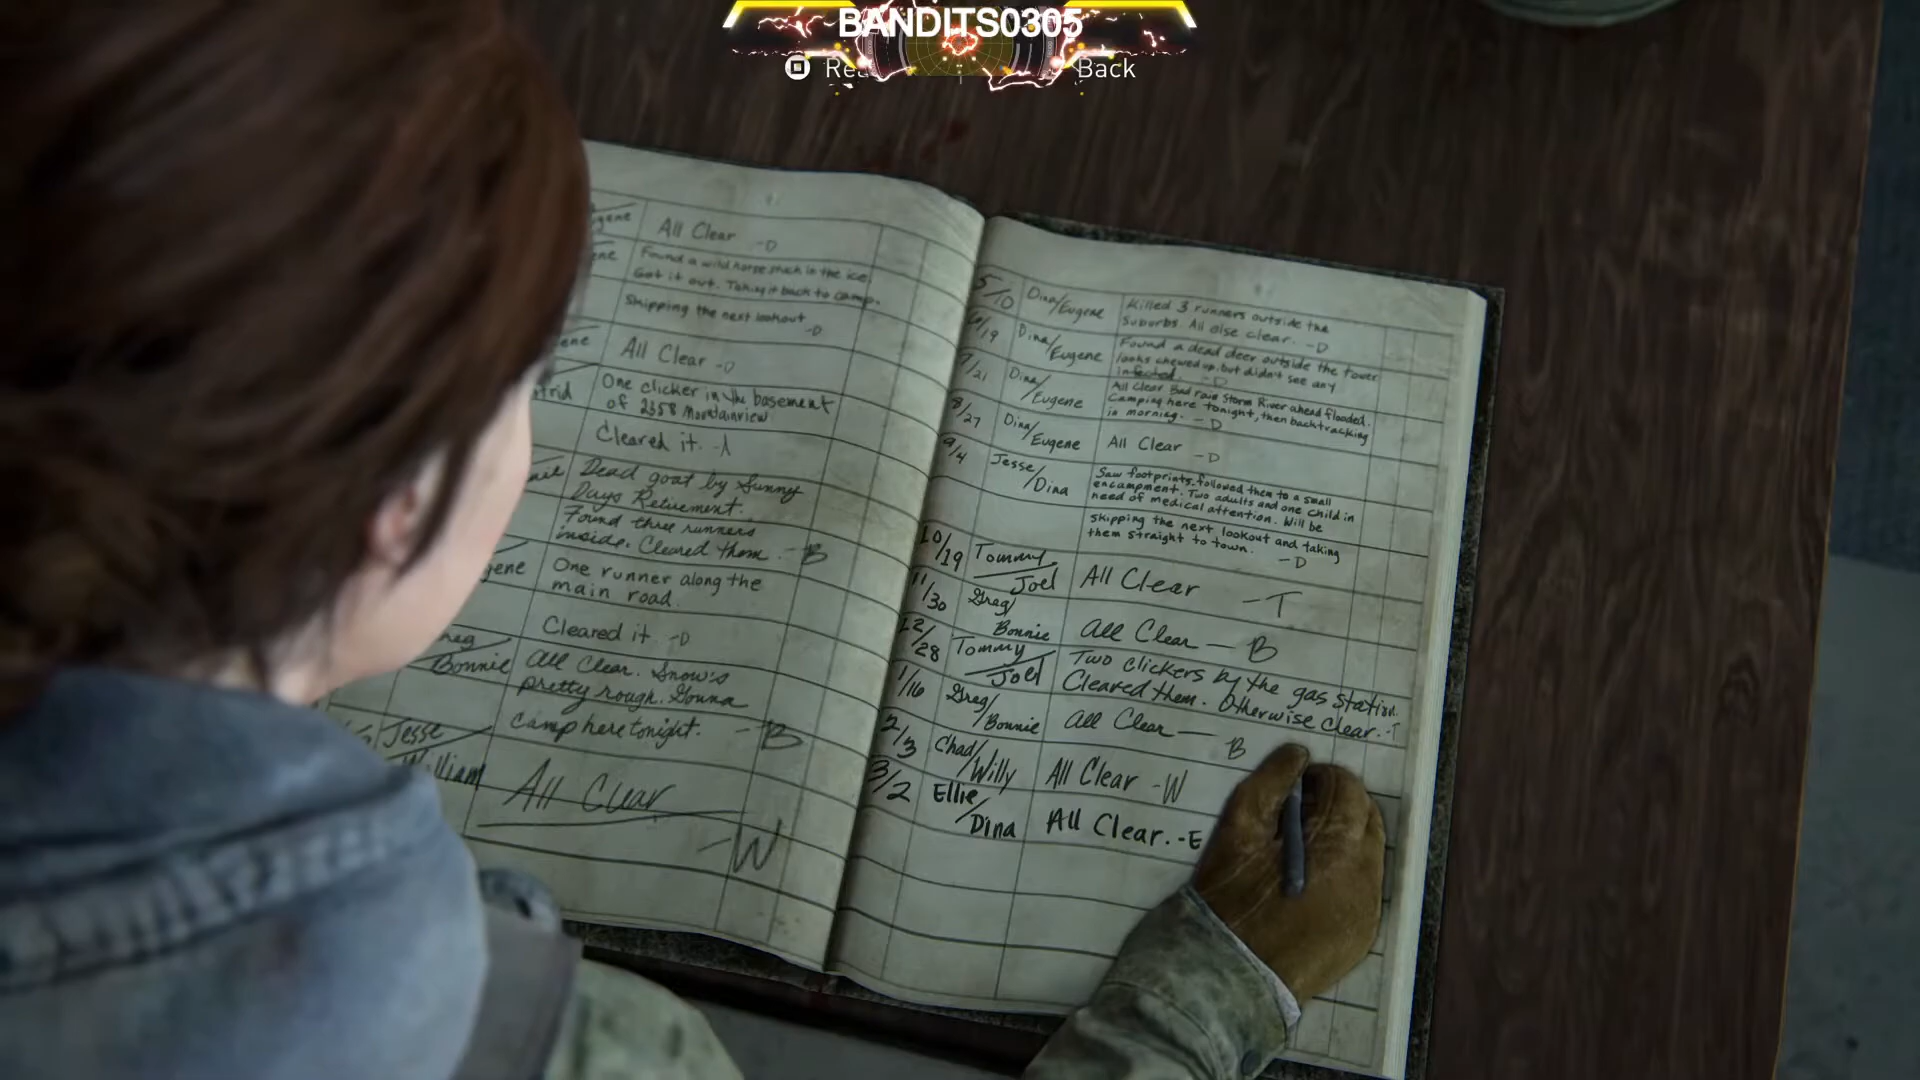 BANDITS0305
Back
All Clear -D
Found a wild horse stuck in the ice.
Got it out. Taking it back to camp.
Skipping the next lookout
-D
All Clear -D
One clicker in the basement
of 2358 Mountainview
Cleared it. -A
Dead goat by Sunny
Days Retirement.
Found three runners
inside. Cleared them. -B
One runner along the
main road.
Cleared it -D
Bonnie All Clear. Snow's
pretty rough. Gonna
Camp here tonight. -B
Jesse
William All Clear
-W
5/10 Dina/Eugene Killed 3 runners outside the
suburbs. All else clear. -D
6/19 Dina/Eugene Found a dead deer outside the tower
looks chewed up, but didn't see any
infected -D
7/21 Dina/Eugene All Clear Bad rain Storm River ahead flooded.
Camping here tonight, then backtracking
in morning. -D
8/27 Dina/Eugene All Clear -D
9/4 Jesse/Dina Saw footprints, followed them to a small
encampment. Two adults and one child in
need of medical attention. Will be
skipping the next lookout and taking
them straight to town. -D
10/19 Tommy/Joel All Clear -T
11/30 Greg/Bonnie All Clear - B
12/28 Tommy/Joel Two clickers by the gas station.
Cleared them. Otherwise clear. -T
1/16 Greg/Bonnie All Clear - B
2/3 Chad/Willy All Clear -W
3/2 Ellie/Dina All Clear. -E